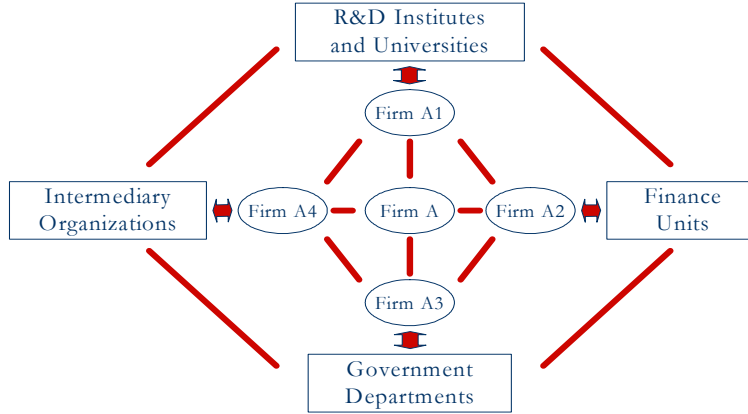 R&D Institutes
and Universities
Firm A1
Intermediary
Organizations
Firm A4
Firm A
Firm A2
Finance
Units
Firm A3
Government
Departments